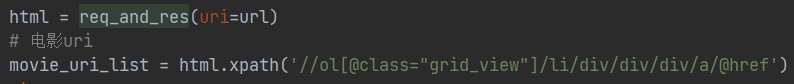 html = req_and_res(uri=url)
# 电影uri
movie_uri_list = html.xpath('//ol[@class="grid_view"]/li/div/div/div/a/@href')